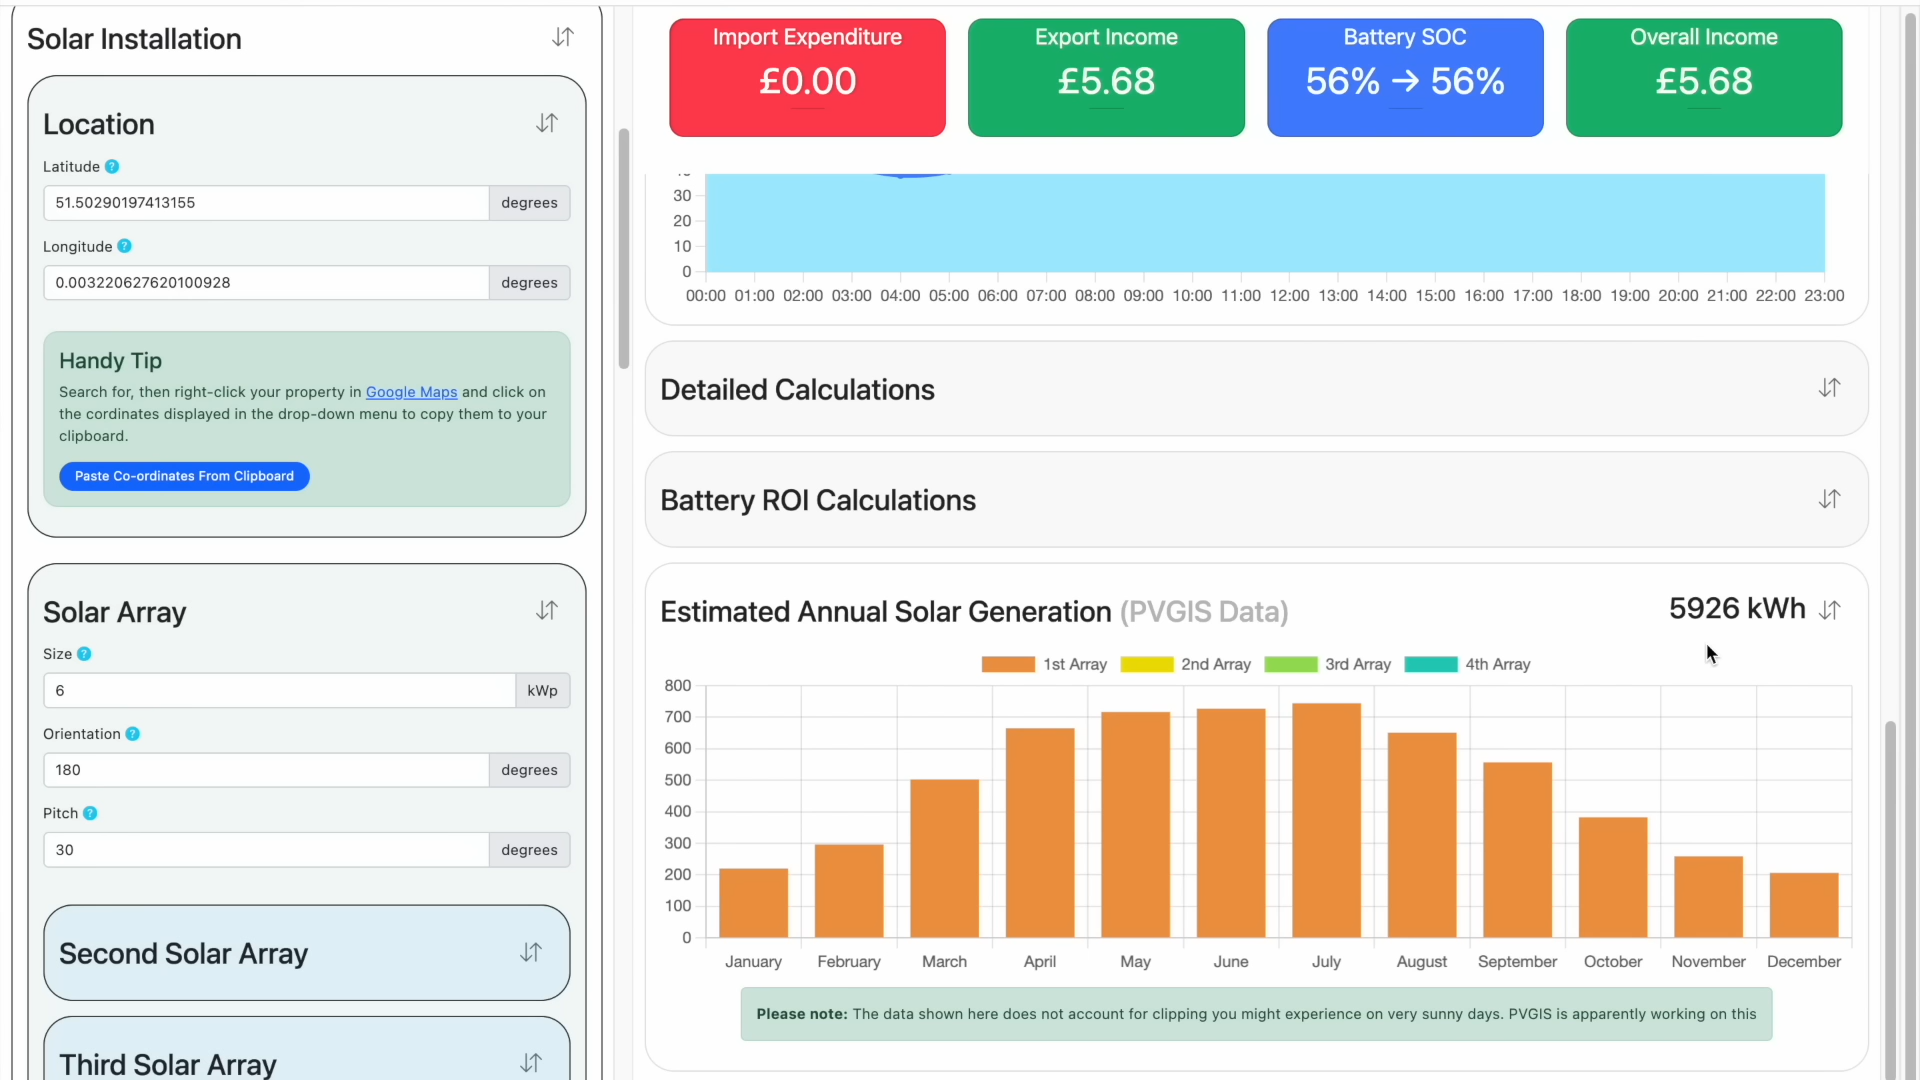 Solar Installation
Location
Latitude ?
51.50290197413155 degrees
Longitude ?
0.003220627620100928 degrees
Handy Tip
Search for, then right-click your property in Google Maps and click on
the cordinates displayed in the drop-down menu to copy them to your
clipboard.
Paste Co-ordinates From Clipboard
Solar Array
Size ?
6 kWp
Orientation ?
180 degrees
Pitch ?
30 degrees
Second Solar Array
Third Solar Array
Import Expenditure
£0.00
Export Income
£5.68
Battery SOC
56% → 56%
Overall Income
£5.68
30
20
10
0
00:00 01:00 02:00 03:00 04:00 05:00 06:00 07:00 08:00 09:00 10:00 11:00 12:00 13:00 14:00 15:00 16:00 17:00 18:00 19:00 20:00 21:00 22:00 23:00
Detailed Calculations
Battery ROI Calculations
Estimated Annual Solar Generation (PVGIS Data) 5926 kWh
1st Array 2nd Array 3rd Array 4th Array
800
700
600
500
400
300
200
100
0
January February March April May June July August September October November December
Please note: The data shown here does not account for clipping you might experience on very sunny days. PVGIS is apparently working on this